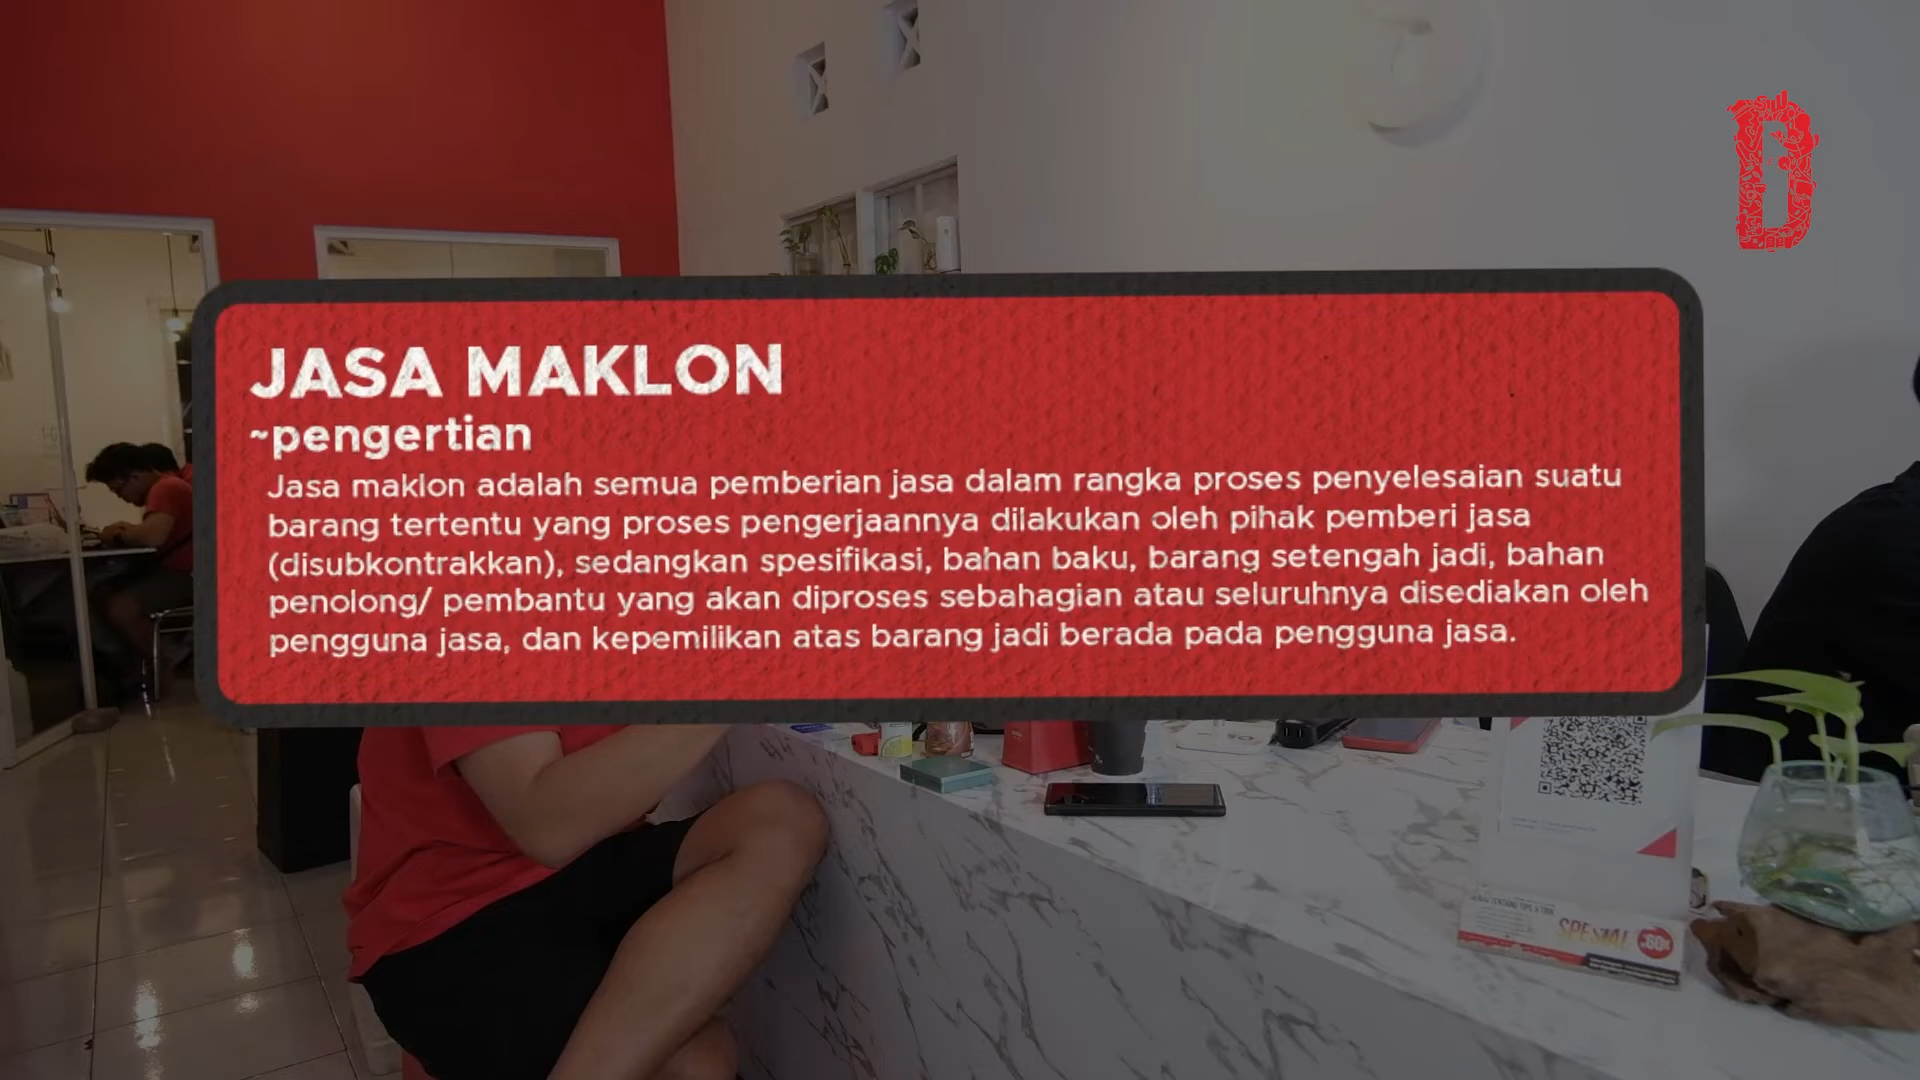 JASA MAKLON
~pengertian
Jasa maklon adalah semua pemberian jasa dalam rangka proses penyelesaian suatu
barang tertentu yang proses pengerjaannya dilakukan oleh pihak pemberi jasa
(disubkontrakkan), sedangkan spesifikasi, bahan baku, barang setengah jadi, bahan
penolong/ pembantu yang akan diproses sebahagian atau seluruhnya disediakan oleh
pengguna jasa, dan kepemilikan atas barang jadi berada pada pengguna jasa.
SPESIAL